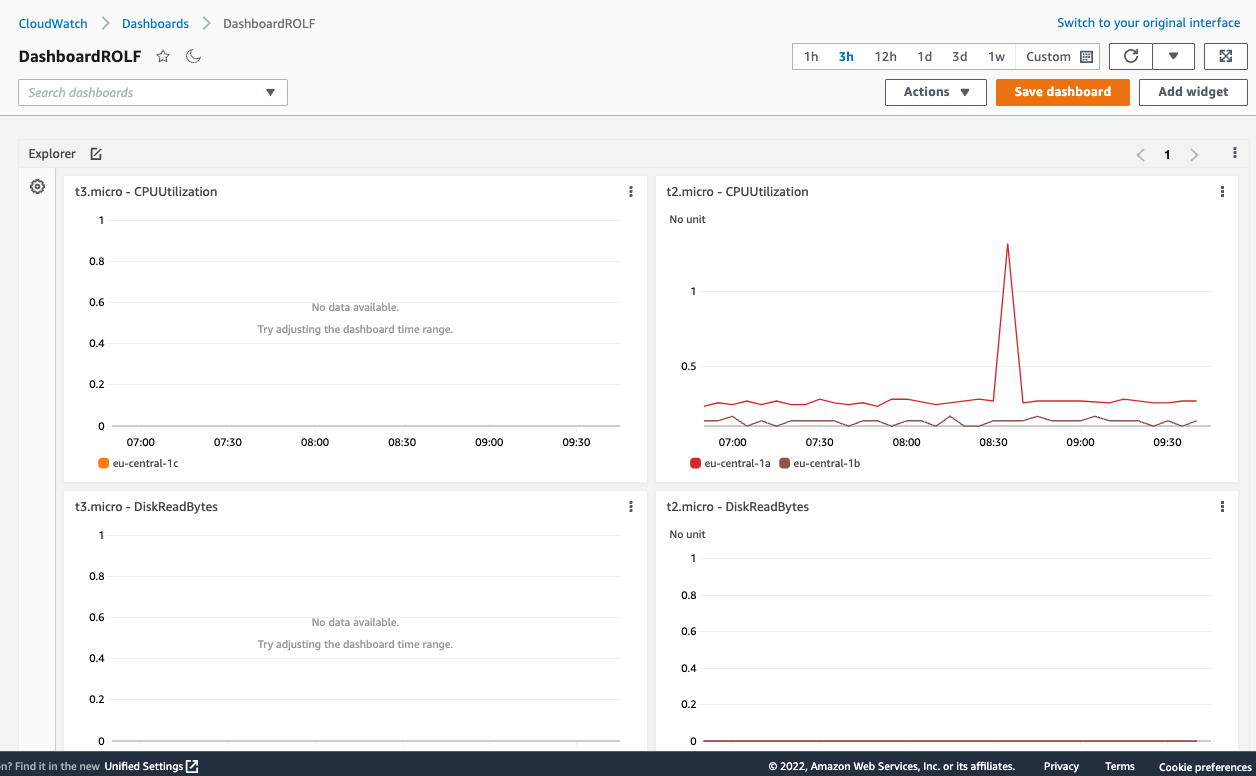 CloudWatch > Dashboards > DashboardROLF
Switch to your original interface
DashboardROLF
1h 3h 12h 1d 3d 1w Custom
Search dashboards
Actions
Save dashboard
Add widget
Explorer
1
t3.micro - CPUUtilization
1
0.8
0.6
0.4
0.2
0
No data available.
Try adjusting the dashboard time range.
07:00 07:30 08:00 08:30 09:00 09:30
eu-central-1c
t2.micro - CPUUtilization
No unit
1
0.5
07:00 07:30 08:00 08:30 09:00 09:30
eu-central-1a eu-central-1b
t3.micro - DiskReadBytes
1
0.8
0.6
0.4
0.2
0
No data available.
Try adjusting the dashboard time range.
t2.micro - DiskReadBytes
No unit
1
0.8
0.6
0.4
0.2
0
n? Find it in the new Unified Settings
© 2022, Amazon Web Services, Inc. or its affiliates. Privacy Terms Cookie preferences